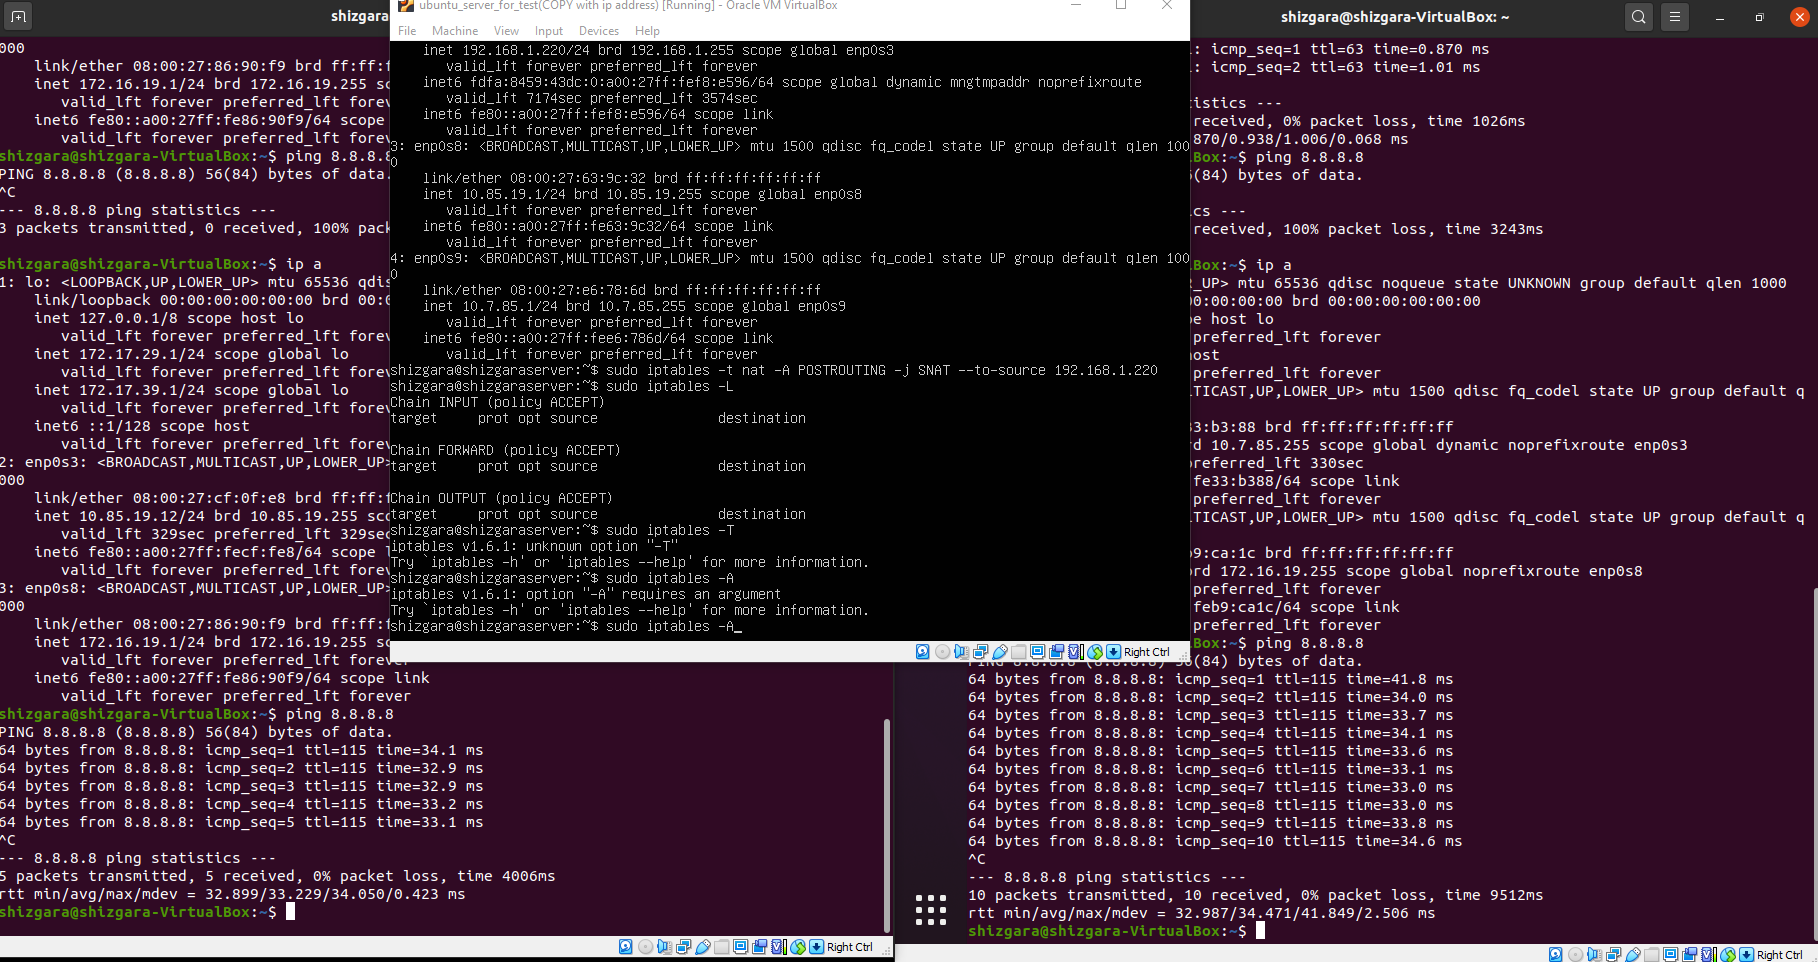 shizgara
000
link/ether 08:00:27:86:90:f9 brd ff:ff:f
inet 172.16.19.1/24 brd 172.16.19.255 sc
valid_lft forever preferred_lft forev
inet6 fe80::a00:27ff:fe86:90f9/64 scope
valid_lft forever preferred_lft forev
shizgara@shizgara-VirtualBox:~$ ping 8.8.8.8
PING 8.8.8.8 (8.8.8.8) 56(84) bytes of data.
^C
--- 8.8.8.8 ping statistics ---
3 packets transmitted, 0 received, 100% pack
shizgara@shizgara-VirtualBox:~$ ip a
1: lo: <LOOPBACK,UP,LOWER_UP> mtu 65536 qdis
link/loopback 00:00:00:00:00:00 brd 00:0
inet 127.0.0.1/8 scope host lo
valid_lft forever preferred_lft forev
inet 172.17.29.1/24 scope global lo
valid_lft forever preferred_lft forev
inet 172.17.39.1/24 scope global lo
valid_lft forever preferred_lft forev
inet6 ::1/128 scope host
valid_lft forever preferred_lft forev
2: enp0s3: <BROADCAST,MULTICAST,UP,LOWER_UP>
000
link/ether 08:00:27:cf:0f:e8 brd ff:ff:f
inet 10.85.19.12/24 brd 10.85.19.255 sco
valid_lft 329sec preferred_lft 329sec
inet6 fe80::a00:27ff:fecf:fe8/64 scope l
valid_lft forever preferred_lft forev
3: enp0s8: <BROADCAST,MULTICAST,UP,LOWER_UP>
000
link/ether 08:00:27:86:90:f9 brd ff:ff:f
inet 172.16.19.1/24 brd 172.16.19.255 sc
valid_lft forever preferred_lft forever
inet6 fe80::a00:27ff:fe86:90f9/64 scope link
valid_lft forever preferred_lft forever
shizgara@shizgara-VirtualBox:~$ ping 8.8.8.8
PING 8.8.8.8 (8.8.8.8) 56(84) bytes of data.
64 bytes from 8.8.8.8: icmp_seq=1 ttl=115 time=34.1 ms
64 bytes from 8.8.8.8: icmp_seq=2 ttl=115 time=32.9 ms
64 bytes from 8.8.8.8: icmp_seq=3 ttl=115 time=32.9 ms
64 bytes from 8.8.8.8: icmp_seq=4 ttl=115 time=33.2 ms
64 bytes from 8.8.8.8: icmp_seq=5 ttl=115 time=33.1 ms
^C
--- 8.8.8.8 ping statistics ---
5 packets transmitted, 5 received, 0% packet loss, time 4006ms
rtt min/avg/max/mdev = 32.899/33.229/34.050/0.423 ms
shizgara@shizgara-VirtualBox:~$
Right Ctrl
ubuntu_server_for_test(COPY with ip address) [Running] - Oracle VM VirtualBox
File Machine View Input Devices Help
inet 192.168.1.220/24 brd 192.168.1.255 scope global enp0s3
valid_lft forever preferred_lft forever
inet6 fdfa:8459:43dc:0:a00:27ff:fef8:e596/64 scope global dynamic mngtmpaddr noprefixroute
valid_lft 7174sec preferred_lft 3574sec
inet6 fe80::a00:27ff:fef8:e596/64 scope link
valid_lft forever preferred_lft forever
3: enp0s8: <BROADCAST,MULTICAST,UP,LOWER_UP> mtu 1500 qdisc fq_codel state UP group default qlen 100
0
link/ether 08:00:27:63:9c:32 brd ff:ff:ff:ff:ff:ff
inet 10.85.19.1/24 brd 10.85.19.255 scope global enp0s8
valid_lft forever preferred_lft forever
inet6 fe80::a00:27ff:fe63:9c32/64 scope link
valid_lft forever preferred_lft forever
4: enp0s9: <BROADCAST,MULTICAST,UP,LOWER_UP> mtu 1500 qdisc fq_codel state UP group default qlen 100
0
link/ether 08:00:27:e6:78:6d brd ff:ff:ff:ff:ff:ff
inet 10.7.85.1/24 brd 10.7.85.255 scope global enp0s9
valid_lft forever preferred_lft forever
inet6 fe80::a00:27ff:fee6:786d/64 scope link
valid_lft forever preferred_lft forever
shizgara@shizgaraserver:~$ sudo iptables -t nat -A POSTROUTING -j SNAT --to-source 192.168.1.220
shizgara@shizgaraserver:~$ sudo iptables -L
Chain INPUT (policy ACCEPT)
target prot opt source destination
Chain FORWARD (policy ACCEPT)
target prot opt source destination
Chain OUTPUT (policy ACCEPT)
target prot opt source destination
shizgara@shizgaraserver:~$ sudo iptables -T
iptables v1.6.1: unknown option "-T"
Try `iptables -h' or 'iptables --help' for more information.
shizgara@shizgaraserver:~$ sudo iptables -A
iptables v1.6.1: option "-A" requires an argument
Try `iptables -h' or 'iptables --help' for more information.
shizgara@shizgaraserver:~$ sudo iptables -A_
Right Ctrl
shizgara@shizgara-VirtualBox: ~
: icmp_seq=1 ttl=63 time=0.870 ms
: icmp_seq=2 ttl=63 time=1.01 ms
tistics ---
received, 0% packet loss, time 1026ms
870/0.938/1.006/0.068 ms
Box:~$ ping 8.8.8.8
6(84) bytes of data.
cs ---
received, 100% packet loss, time 3243ms
Box:~$ ip a
R_UP> mtu 65536 qdisc noqueue state UNKNOWN group default qlen 1000
00:00:00:00 brd 00:00:00:00:00:00
e host lo
preferred_lft forever
ost
preferred_lft forever
TICAST,UP,LOWER_UP> mtu 1500 qdisc fq_codel state UP group default q
33:b3:88 brd ff:ff:ff:ff:ff:ff
rd 10.7.85.255 scope global dynamic noprefixroute enp0s3
referred_lft 330sec
fe33:b388/64 scope link
preferred_lft forever
TICAST,UP,LOWER_UP> mtu 1500 qdisc fq_codel state UP group default q
b9:ca:1c brd ff:ff:ff:ff:ff:ff
brd 172.16.19.255 scope global noprefixroute enp0s8
preferred_lft forever
feb9:ca1c/64 scope link
preferred_lft forever
Box:~$ ping 8.8.8.8
PING 8.8.8.8 (8.8.8.8) 56(84) bytes of data.
64 bytes from 8.8.8.8: icmp_seq=1 ttl=115 time=41.8 ms
64 bytes from 8.8.8.8: icmp_seq=2 ttl=115 time=34.0 ms
64 bytes from 8.8.8.8: icmp_seq=3 ttl=115 time=33.7 ms
64 bytes from 8.8.8.8: icmp_seq=4 ttl=115 time=34.1 ms
64 bytes from 8.8.8.8: icmp_seq=5 ttl=115 time=33.6 ms
64 bytes from 8.8.8.8: icmp_seq=6 ttl=115 time=33.1 ms
64 bytes from 8.8.8.8: icmp_seq=7 ttl=115 time=33.0 ms
64 bytes from 8.8.8.8: icmp_seq=8 ttl=115 time=33.0 ms
64 bytes from 8.8.8.8: icmp_seq=9 ttl=115 time=33.8 ms
64 bytes from 8.8.8.8: icmp_seq=10 ttl=115 time=34.6 ms
^C
--- 8.8.8.8 ping statistics ---
10 packets transmitted, 10 received, 0% packet loss, time 9512ms
rtt min/avg/max/mdev = 32.987/34.471/41.849/2.506 ms
shizgara@shizgara-VirtualBox:~$
Right Ctrl